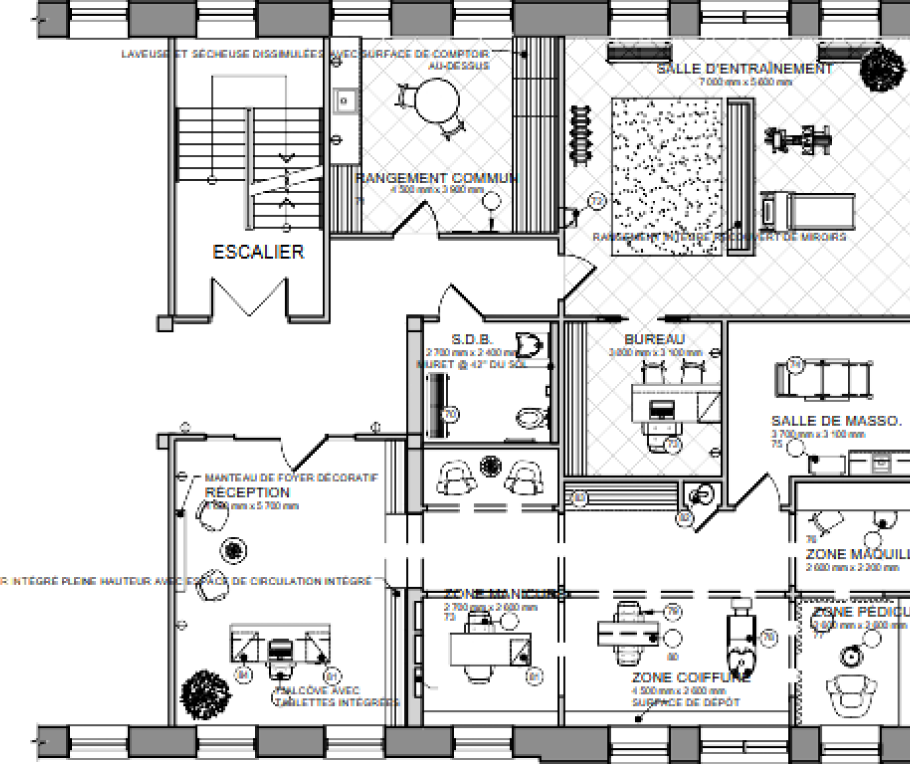 LAVEUSE ET SÉCHEUSE DISSIMULÉES AVEC SURFACE DE COMPTOIR
AU-DESSUS
SALLE D'ENTRAÎNEMENT
7 000 mm x 5 600 mm
RANGEMENT COMMUN
4 500 mm x 3 900 mm
71
72
RANGEMENT INTÉGRÉ RECOUVERT DE MIROIRS
ESCALIER
S.D.B.
2 700 mm x 2 400 mm
MURET @ 42" DU SOL
70
BUREAU
3 000 mm x 3 100 mm
73
74
SALLE DE MASSO.
3 700 mm x 3 100 mm
75
MANTEAU DE FOYER DÉCORATIF
RÉCEPTION
mm x 5 700 mm
83
82
76
ZONE MAQUILL
2 600 mm x 2 200 mm
R INTÉGRÉ PLEINE HAUTEUR AVEC ESPACE DE CIRCULATION INTÉGRÉ
ZONE MANICURE
2 700 mm x 2 600 mm
73
81
79
80
78
ZONE COIFFURE
4 500 mm x 2 600 mm
SURFACE DE DÉPÔT
ZONE PÉDICU
2 600 mm x 2 600 mm
77
84
81
ALCÔVE AVEC
TABLETTES INTÉGRÉES